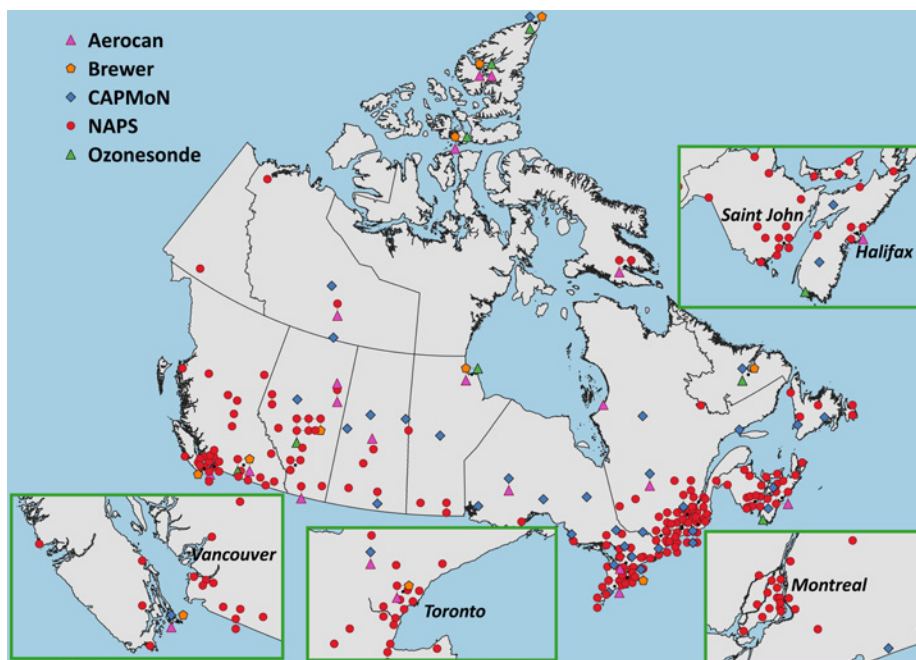 Aerocan
Brewer
CAPMoN
NAPS
Ozonesonde
Saint John
Halifax
Vancouver
Toronto
Montreal